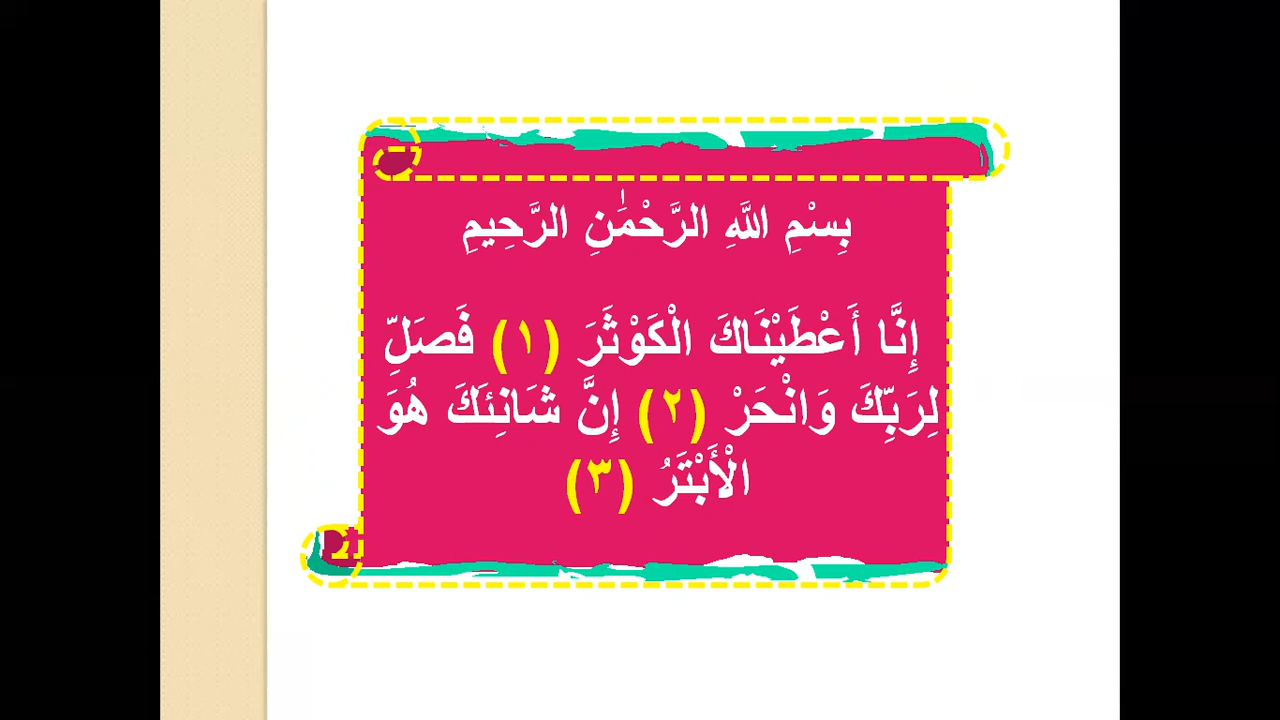 بِسْمِ اللَّهِ الرَّحْمَٰنِ الرَّحِيمِ
إِنَّا أَعْطَيْنَاكَ الْكَوْثَرَ (١) فَصَلِّ
لِرَبِّكَ وَانْحَرْ (٢) إِنَّ شَانِئَكَ هُوَ
الْأَبْتَرُ (٣)